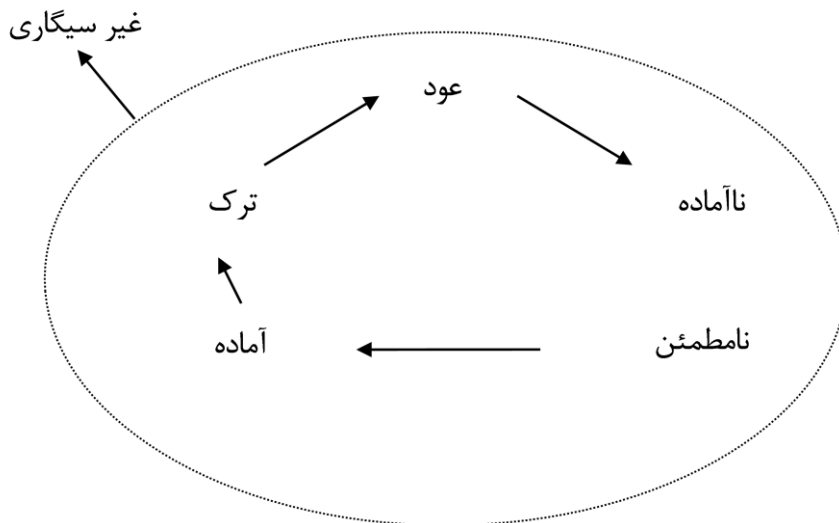 غیر سیگاری
عود
ترک
ناآماده
آماده
نامطمئن